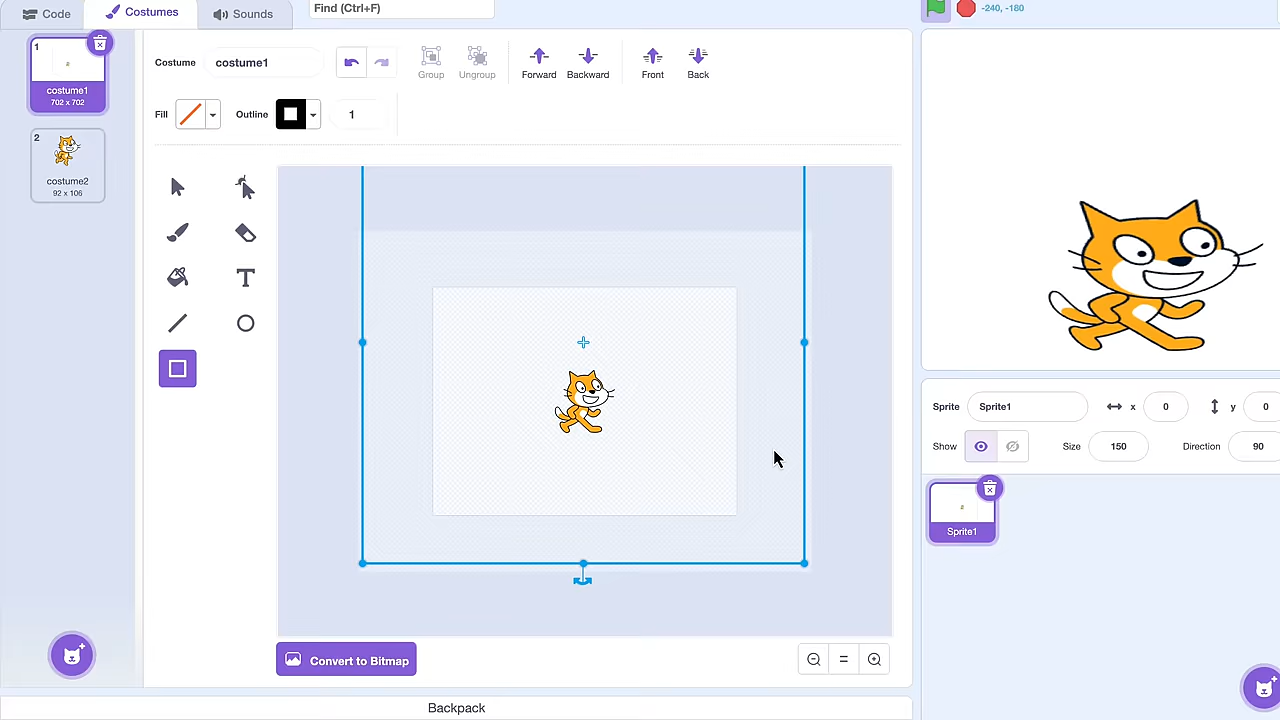 Code
Costumes
Sounds
Find (Ctrl+F)
-240, -180
1
costume1
702 x 702
2
costume2
92 x 106
Costume
costume1
Group
Ungroup
Forward
Backward
Front
Back
Fill
Outline
1
Convert to Bitmap
Backpack
Sprite
Sprite1
x
0
y
0
Show
Size
150
Direction
90
Sprite1